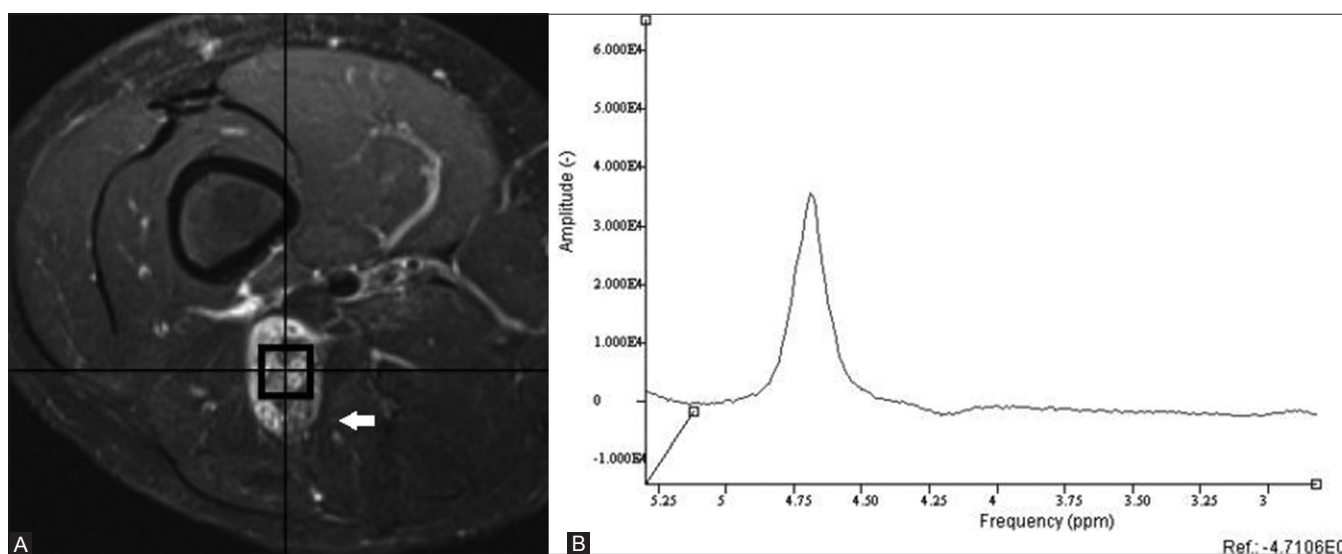 A
B
Amplitude (-)
6.000E4
5.000E4
4.000E4
3.000E4
2.000E4
1.000E4
0
-1.000E4
5.25 5 4.75 4.50 4.25 4 3.75 3.50 3.25 3
Frequency (ppm)
Ref.: -4.7106E0